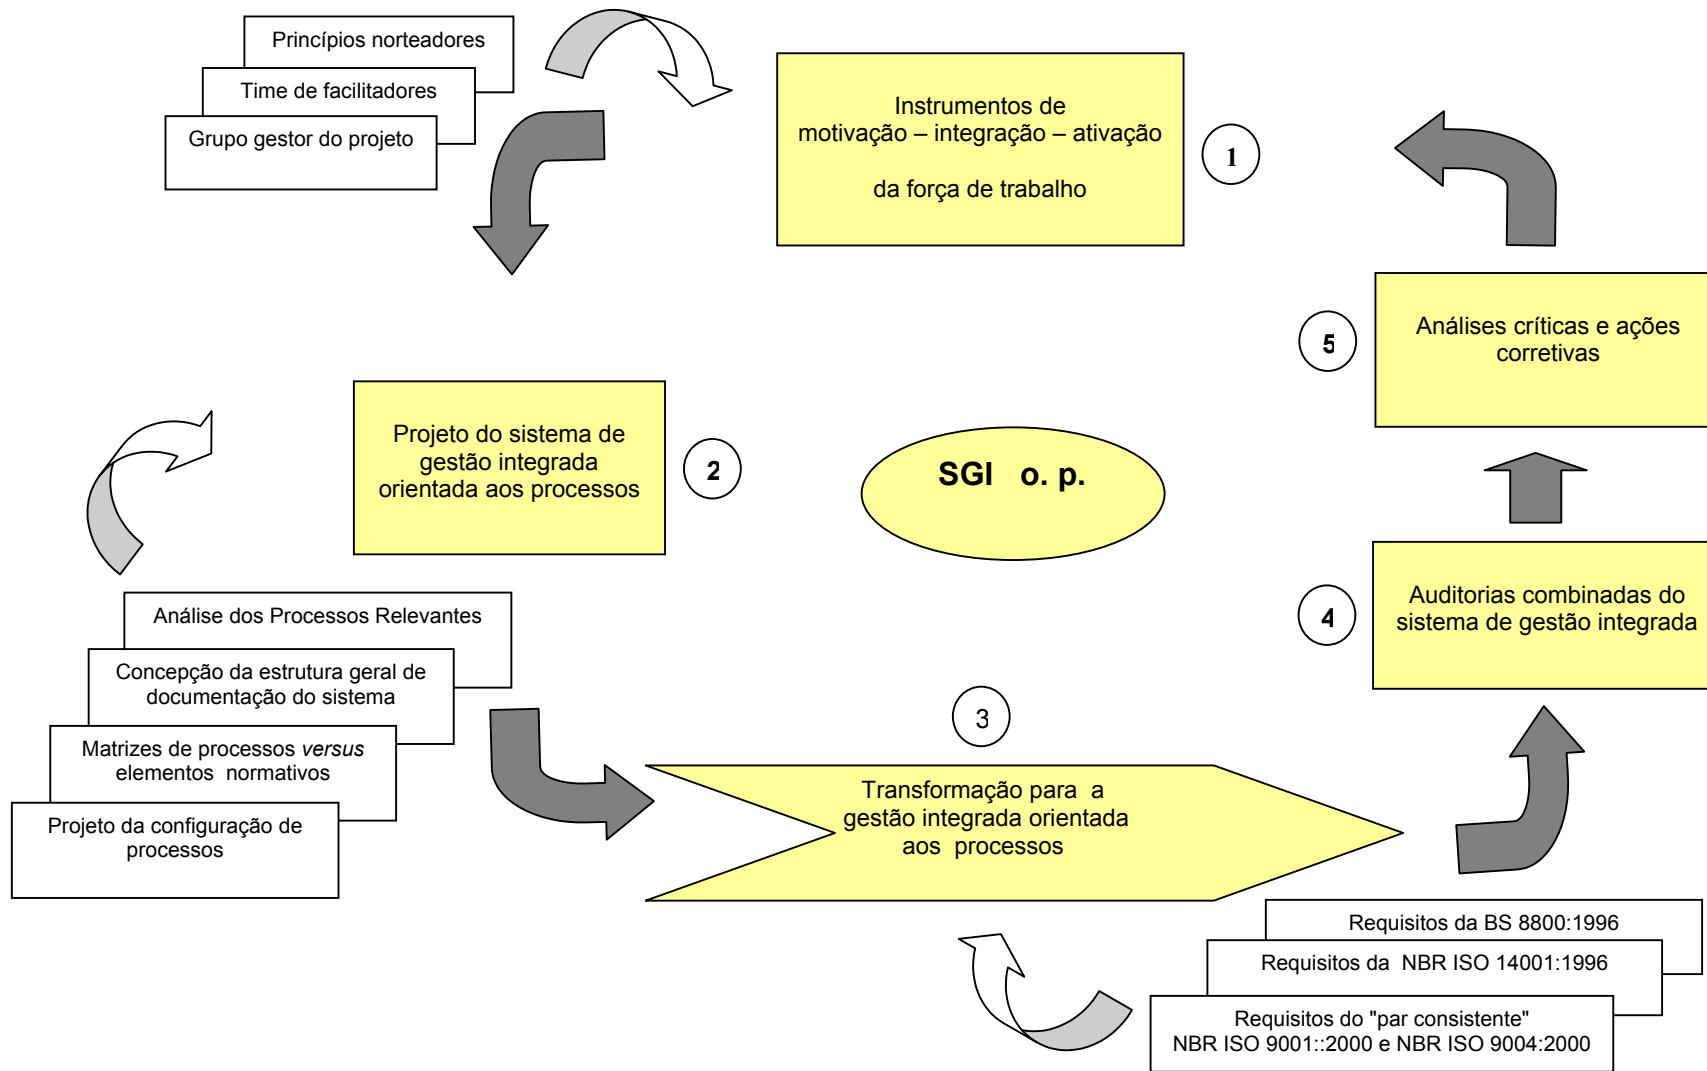 Princípios norteadores
Time de facilitadores
Grupo gestor do projeto
Instrumentos de
motivação – integração – ativação
da força de trabalho
1
5
Análises críticas e ações
corretivas
Projeto do sistema de
gestão integrada
orientada aos processos
2
SGI o. p.
4
Auditorias combinadas do
sistema de gestão integrada
Análise dos Processos Relevantes
Concepção da estrutura geral de
documentação do sistema
Matrizes de processos versus
elementos normativos
Projeto da configuração de
processos
3
Transformação para a
gestão integrada orientada
aos processos
Requisitos da BS 8800:1996
Requisitos da NBR ISO 14001:1996
Requisitos do "par consistente"
NBR ISO 9001::2000 e NBR ISO 9004:2000